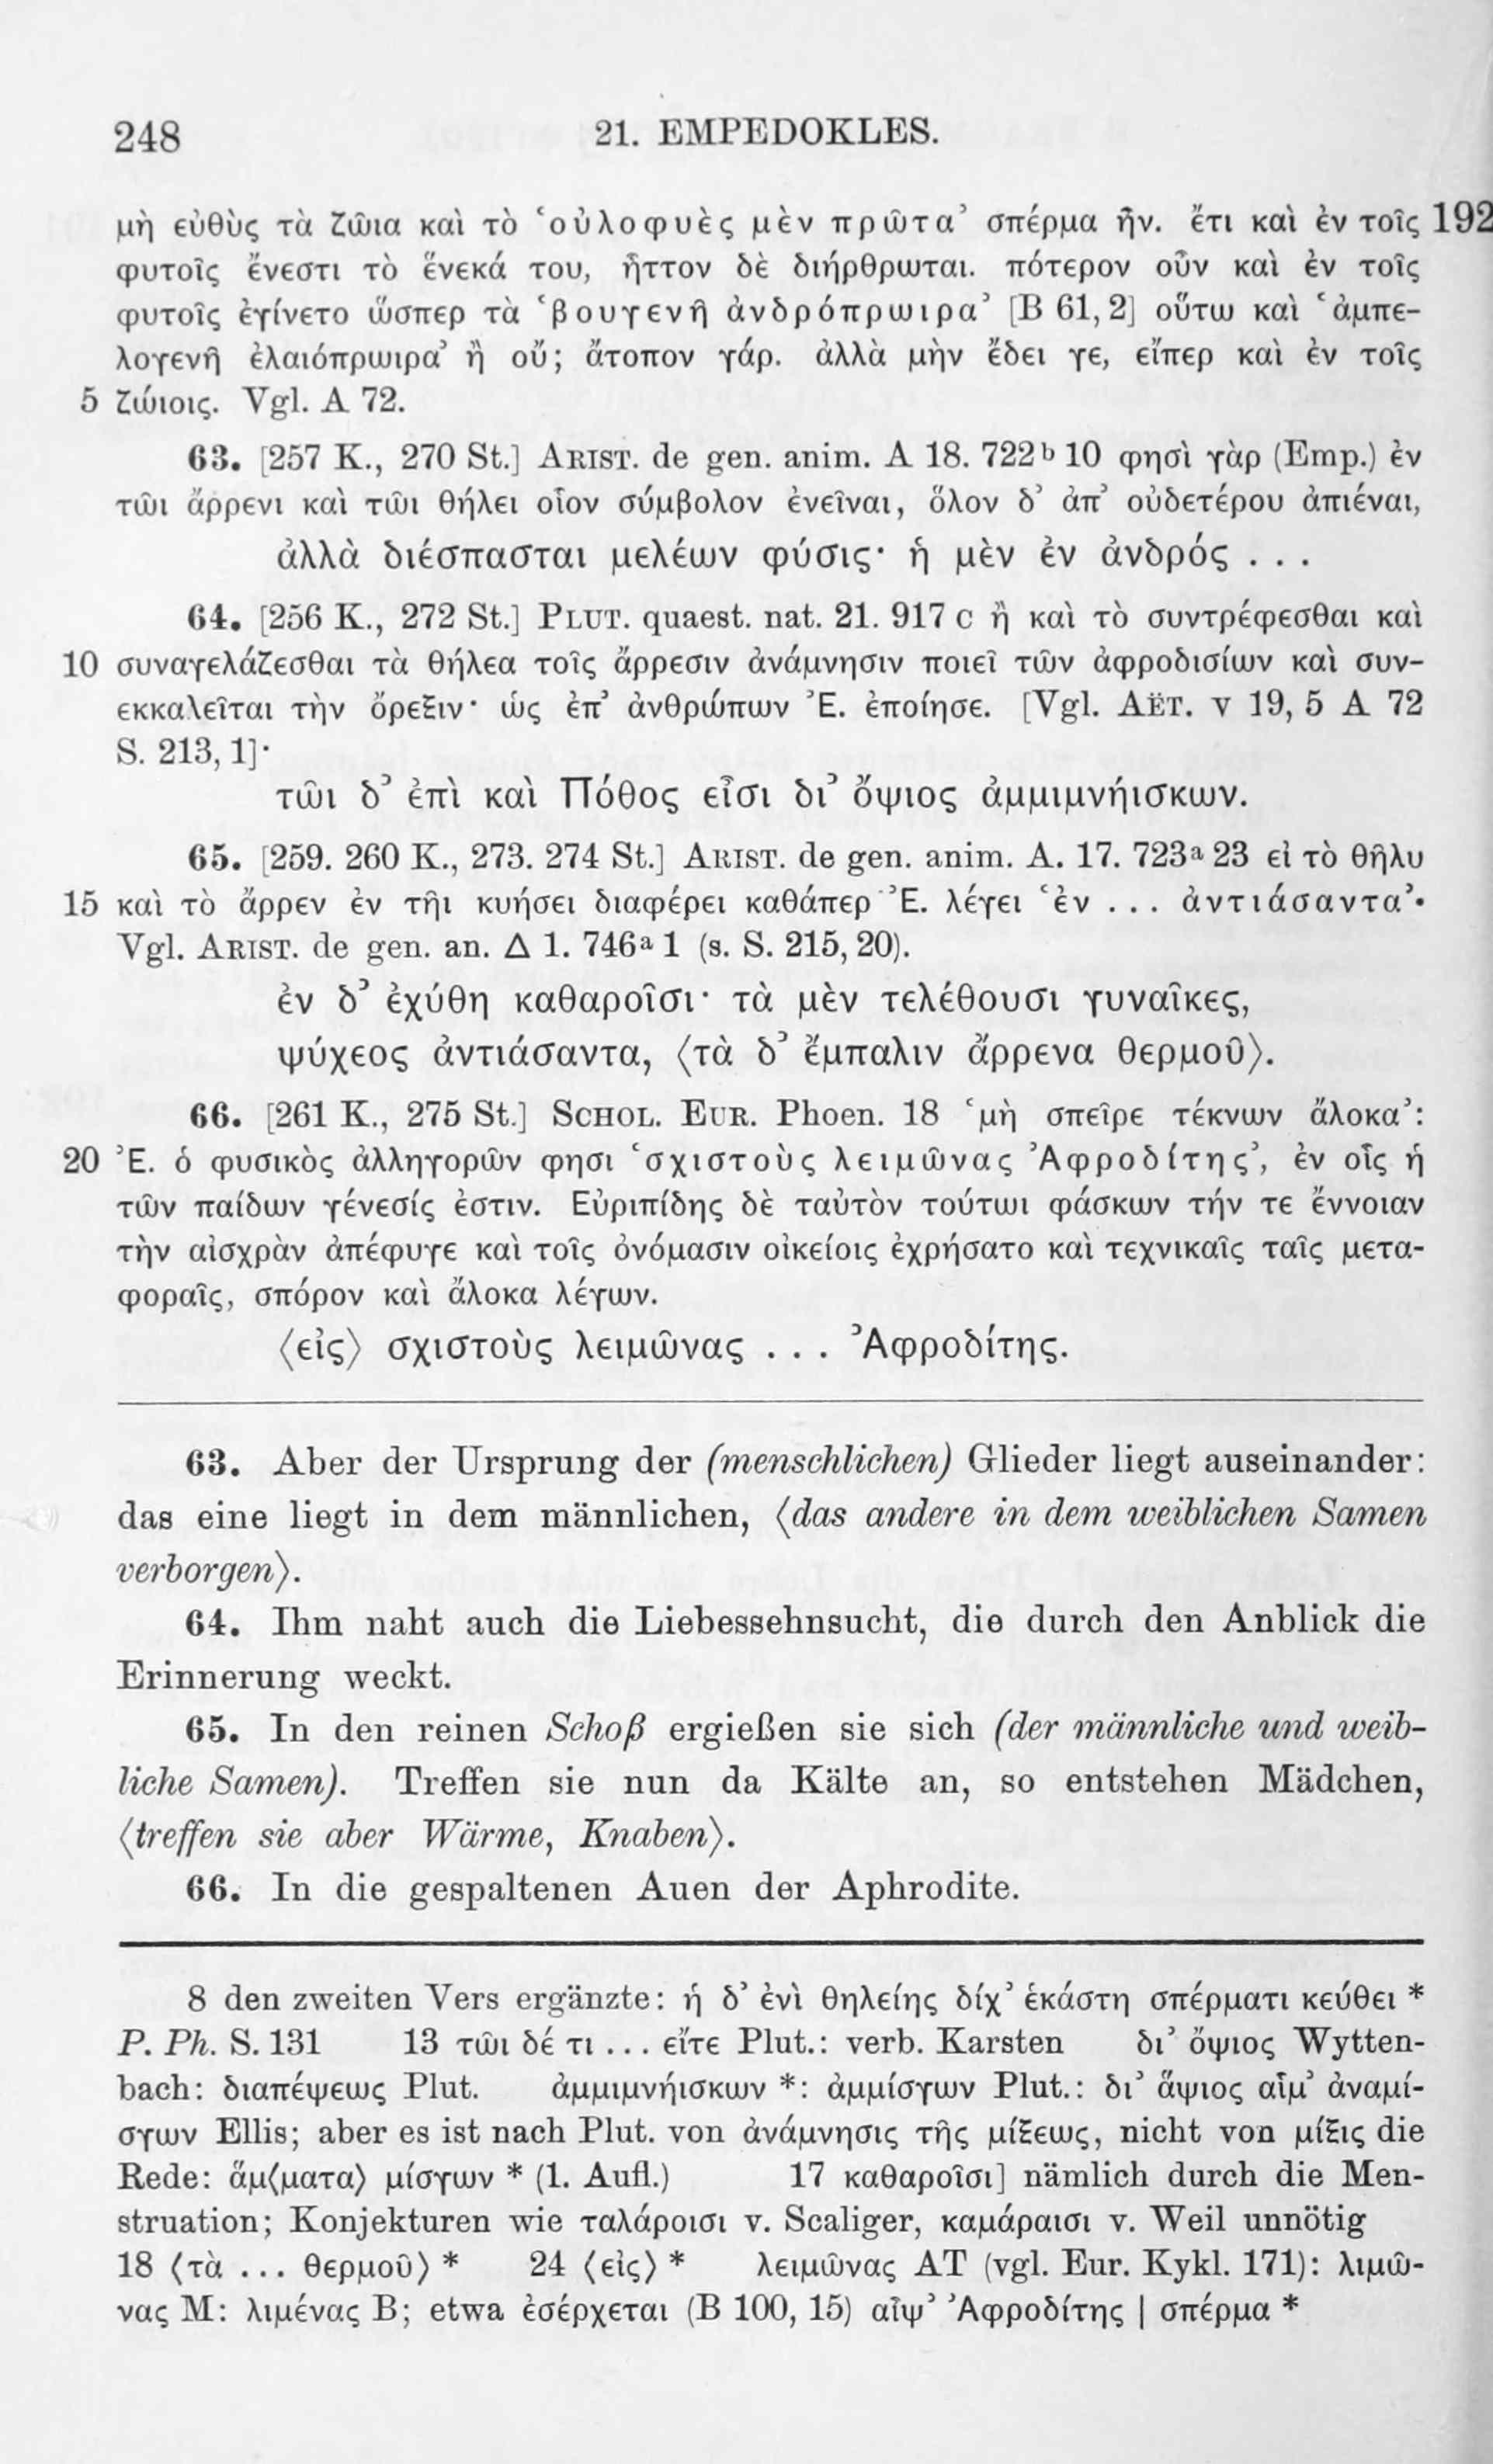 248 21. EMPEDOKLES.
μὴ εὐθὺς τὰ ζῶια καὶ τὸ ‘οὐλοφυὲς μὲν πρῶτα’ σπέρμα ἦν. ἔτι καὶ ἐν τοῖς 192
φυτοῖς ἔνεστι τὸ ἕνεκά του, ἧττον δὲ διήρθρωται. πότερον οὖν καὶ ἐν τοῖς
φυτοῖς ἐγίνετο ὥσπερ τὰ ‘βουγενῆ ἀνδρόπρωιρα’ [B 61, 2] οὕτω καὶ ‘ἀμπε-
λογενῆ ἐλαιόπρωιρα’ ἢ οὔ; ἄτοπον γάρ. ἀλλὰ μὴν ἔδει γε, εἴπερ καὶ ἐν τοῖς
5 ζώιοις. Vgl. A 72.
63. [257 K., 270 St.] ARIST. de gen. anim. A 18. 722b 10 φησὶ γὰρ (Emp.) ἐν
τῶι ἄρρενι καὶ τῶι θήλει οἷον σύμβολον ἐνεῖναι, ὅλον δ’ ἀπ’ οὐδετέρου ἀπιέναι,
ἀλλὰ διέσπασται μελέων φύσις· ἡ μὲν ἐν ἀνδρός ...
64. [256 K., 272 St.] PLUT. quaest. nat. 21. 917 c ἢ καὶ τὸ συντρέφεσθαι καὶ
10 συναγελάζεσθαι τὰ θήλεα τοῖς ἄρρεσιν ἀνάμνησιν ποιεῖ τῶν ἀφροδισίων καὶ συν-
εκκαλεῖται τὴν ὄρεξιν· ὡς ἐπ’ ἀνθρώπων Ἐ. ἐποίησε. [Vgl. AËT. V 19, 5 A 72
S. 213, 1]·
τῶι δ’ ἐπὶ καὶ Πόθος εἶσι δι’ ὄψιος ἀμμιμνήισκων.
65. [259. 260 K., 273. 274 St.] ARIST. de gen. anim. A. 17. 723a 23 εἰ τὸ θῆλυ
15 καὶ τὸ ἄρρεν ἐν τῆι κυήσει διαφέρει καθάπερ Ἐ. λέγει ‘ἐν ... ἀντιάσαντα’·
Vgl. ARIST. de gen. an. Δ 1. 746a 1 (s. S. 215, 20).
ἐν δ’ ἐχύθη καθαροῖσι· τὰ μὲν τελέθουσι γυναῖκες,
ψύχεος ἀντιάσαντα, ⟨τὰ δ’ ἔμπαλιν ἄρρενα θερμοῦ⟩.
66. [261 K., 275 St.] SCHOL. EUR. Phoen. 18 ‘μὴ σπεῖρε τέκνων ἄλοκα’:
20 Ἐ. ὁ φυσικὸς ἀλληγορῶν φησι ‘σχιστοὺς λειμῶνας Ἀφροδίτης’, ἐν οἷς ἡ
τῶν παίδων γένεσίς ἐστιν. Εὐριπίδης δὲ ταὐτὸν τούτωι φάσκων τήν τε ἔννοιαν
τὴν αἰσχρὰν ἀπέφυγε καὶ τοῖς ὀνόμασιν οἰκείοις ἐχρήσατο καὶ τεχνικαῖς ταῖς μετα-
φοραῖς, σπόρον καὶ ἄλοκα λέγων.
⟨εἰς⟩ σχιστοὺς λειμῶνας ... Ἀφροδίτης.
63. Aber der Ursprung der (menschlichen) Glieder liegt auseinander:
das eine liegt in dem männlichen, ⟨das andere in dem weiblichen Samen
verborgen⟩.
64. Ihm naht auch die Liebessehnsucht, die durch den Anblick die
Erinnerung weckt.
65. In den reinen Schoß ergießen sie sich (der männliche und weib-
liche Samen). Treffen sie nun da Kälte an, so entstehen Mädchen,
⟨treffen sie aber Wärme, Knaben⟩.
66. In die gespaltenen Auen der Aphrodite.
8 den zweiten Vers ergänzte: ἡ δ’ ἐνὶ θηλείης δίχ’ ἑκάστη σπέρματι κεύθει *
P. Ph. S. 131 13 τῶι δέ τι ... εἴτε Plut.: verb. Karsten δι’ ὄψιος Wytten-
bach: διαπέψεως Plut. ἀμμιμνήισκων *: ἀμμίσγων Plut.: δι’ ἅψιος αἷμ’ ἀναμί-
σγων Ellis; aber es ist nach Plut. von ἀνάμνησις τῆς μίξεως, nicht von μίξις die
Rede: ἅμ⟨ματα⟩ μίσγων * (1. Aufl.) 17 καθαροῖσι] nämlich durch die Men-
struation; Konjekturen wie ταλάροισι v. Scaliger, καμάραισι v. Weil unnötig
18 ⟨τὰ ... θερμοῦ⟩ * 24 ⟨εἰς⟩ * λειμῶνας AT (vgl. Eur. Kykl. 171): λιμῶ-
νας M: λιμένας B; etwa ἐσέρχεται (B 100, 15) αἶψ’ Ἀφροδίτης | σπέρμα *